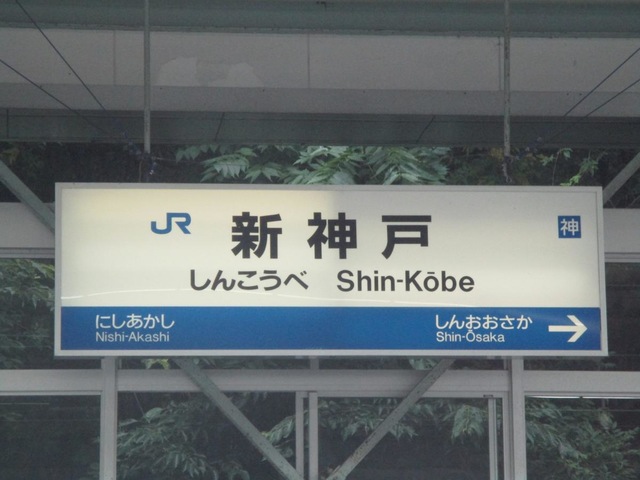 JR 新神戸 神
しんこうべ Shin-Kōbe
にしあかし しんおおさか →
Nishi-Akashi Shin-Ōsaka